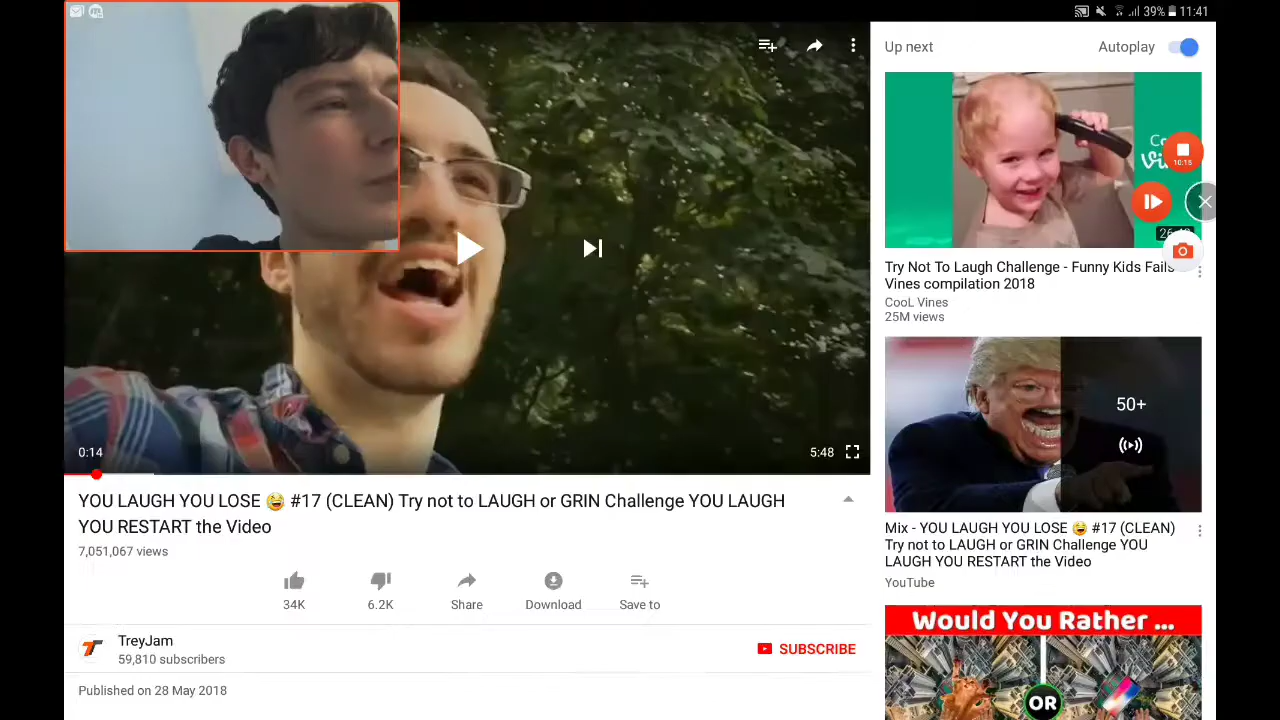 39% 11:41
Up next
Autoplay
10:15
Try Not To Laugh Challenge - Funny Kids Fails
Vines compilation 2018
CooL Vines
25M views
0:14
5:48
50+
YOU LAUGH YOU LOSE 😂 #17 (CLEAN) Try not to LAUGH or GRIN Challenge YOU LAUGH
YOU RESTART the Video
7,051,067 views
34K
6.2K
Share
Download
Save to
Mix - YOU LAUGH YOU LOSE 😂 #17 (CLEAN)
Try not to LAUGH or GRIN Challenge YOU
LAUGH YOU RESTART the Video
YouTube
TreyJam
59,810 subscribers
SUBSCRIBE
Published on 28 May 2018
Would You Rather ...
OR